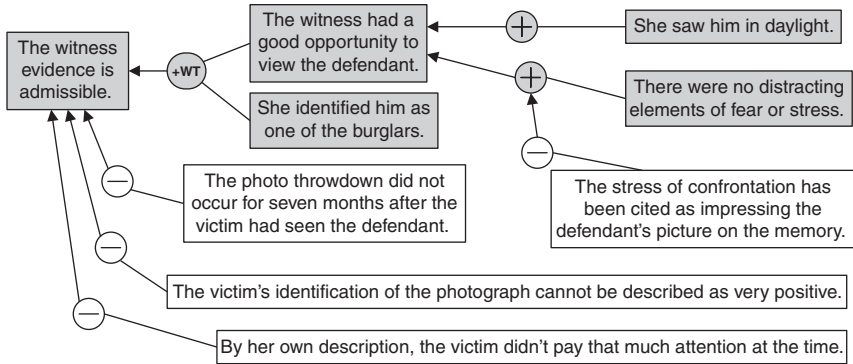 The witness
evidence is
admissible.
+WT
The witness had a
good opportunity to
view the defendant.
+
She saw him in daylight.
She identified him as
one of the burglars.
+
There were no distracting
elements of fear or stress.
−
The stress of confrontation has
been cited as impressing the
defendant's picture on the memory.
−
The photo throwdown did not
occur for seven months after the
victim had seen the defendant.
−
The victim's identification of the photograph cannot be described as very positive.
−
By her own description, the victim didn't pay that much attention at the time.